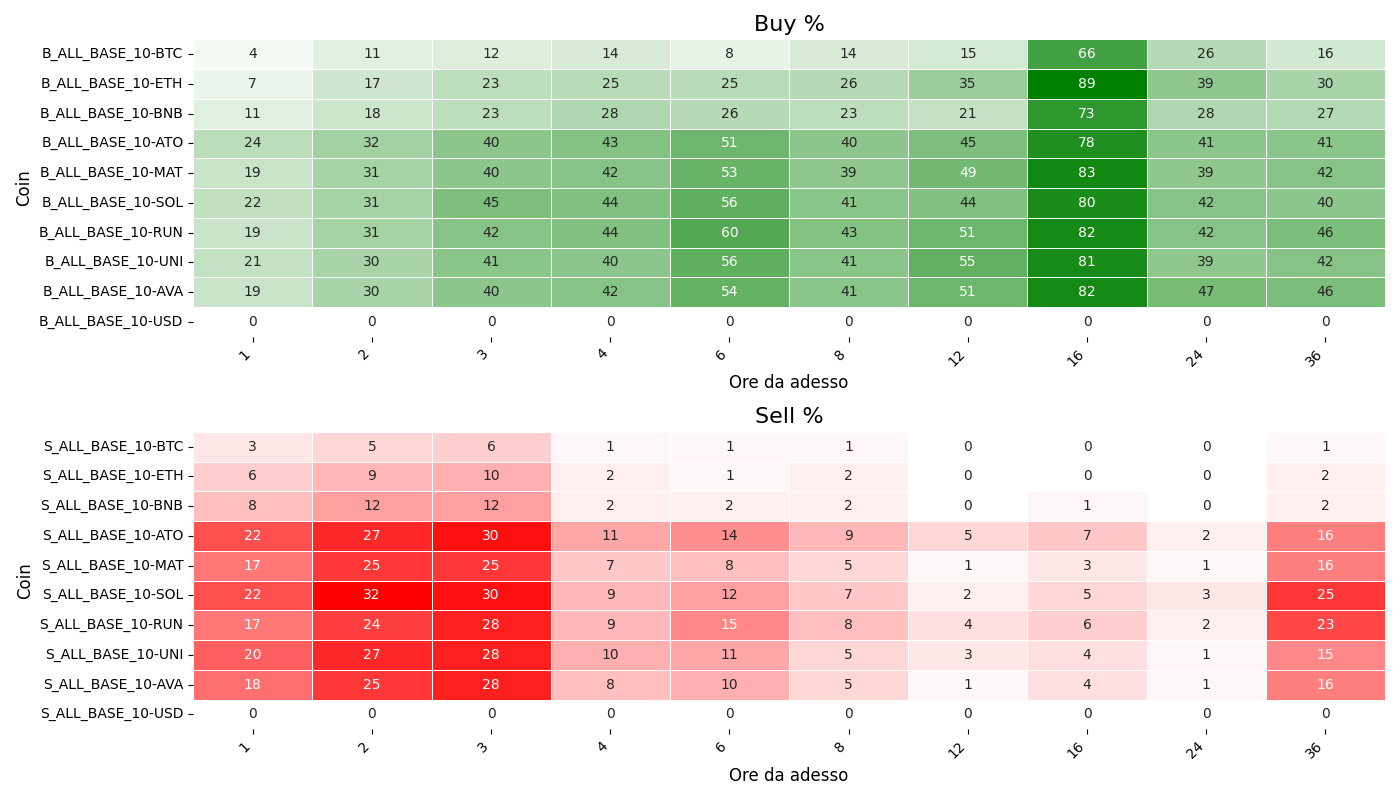 Buy %
Coin
B_ALL_BASE_10-BTC 4 11 12 14 8 14 15 66 26 16
B_ALL_BASE_10-ETH 7 17 23 25 25 26 35 89 39 30
B_ALL_BASE_10-BNB 11 18 23 28 26 23 21 73 28 27
B_ALL_BASE_10-ATO 24 32 40 43 51 40 45 78 41 41
B_ALL_BASE_10-MAT 19 31 40 42 53 39 49 83 39 42
B_ALL_BASE_10-SOL 22 31 45 44 56 41 44 80 42 40
B_ALL_BASE_10-RUN 19 31 42 44 60 43 51 82 42 46
B_ALL_BASE_10-UNI 21 30 41 40 56 41 55 81 39 42
B_ALL_BASE_10-AVA 19 30 40 42 54 41 51 82 47 46
B_ALL_BASE_10-USD 0 0 0 0 0 0 0 0 0 0
1 2 3 4 6 8 12 16 24 36
Ore da adesso
Sell %
Coin
S_ALL_BASE_10-BTC 3 5 6 1 1 1 0 0 0 1
S_ALL_BASE_10-ETH 6 9 10 2 1 2 0 0 0 2
S_ALL_BASE_10-BNB 8 12 12 2 2 2 0 1 0 2
S_ALL_BASE_10-ATO 22 27 30 11 14 9 5 7 2 16
S_ALL_BASE_10-MAT 17 25 25 7 8 5 1 3 1 16
S_ALL_BASE_10-SOL 22 32 30 9 12 7 2 5 3 25
S_ALL_BASE_10-RUN 17 24 28 9 15 8 4 6 2 23
S_ALL_BASE_10-UNI 20 27 28 10 11 5 3 4 1 15
S_ALL_BASE_10-AVA 18 25 28 8 10 5 1 4 1 16
S_ALL_BASE_10-USD 0 0 0 0 0 0 0 0 0 0
1 2 3 4 6 8 12 16 24 36
Ore da adesso